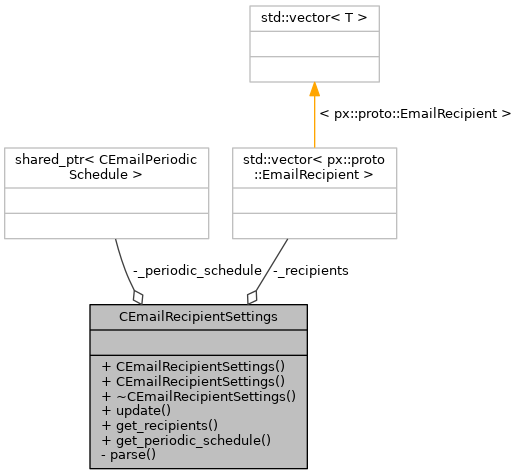 std::vector< T >
< px::proto::EmailRecipient >
shared_ptr< CEmailPeriodic
Schedule >
std::vector< px::proto
::EmailRecipient >
-_periodic_schedule
-_recipients
CEmailRecipientSettings
+ CEmailRecipientSettings()
+ CEmailRecipientSettings()
+ ~CEmailRecipientSettings()
+ update()
+ get_recipients()
+ get_periodic_schedule()
- parse()